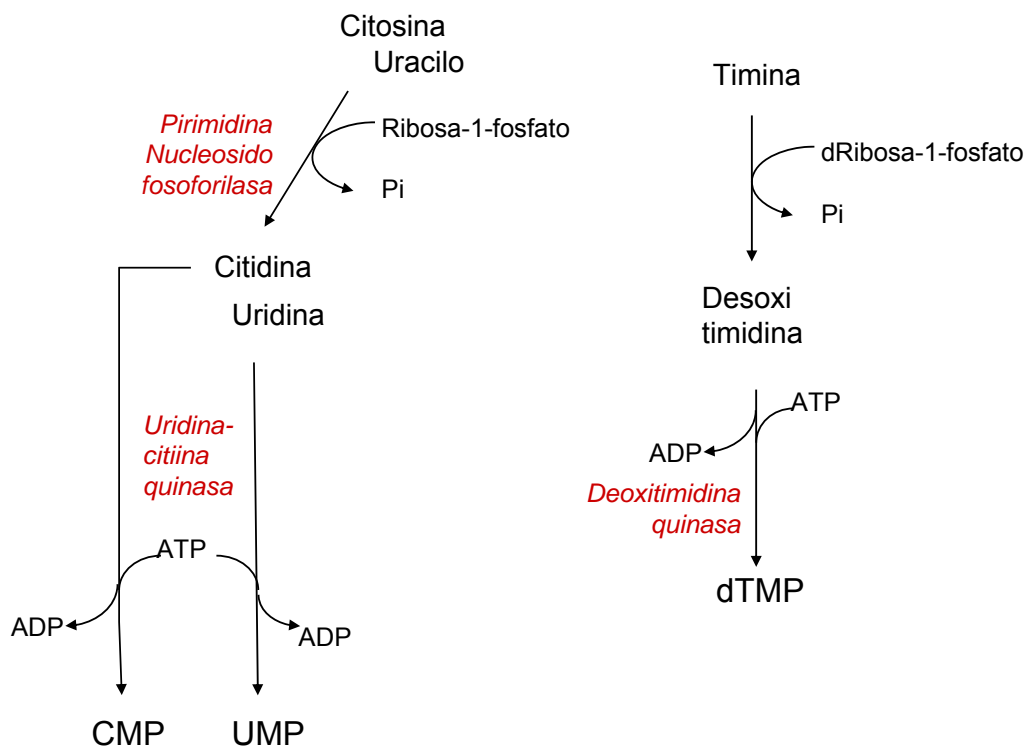 Citosina
Uracilo
Pirimidina
Nucleosido
fosoforilasa
Ribosa-1-fosfato
Pi
Citidina
Uridina
Uridina-
citiina
quinasa
ATP
ADP
ADP
CMP
UMP
Timina
dRibosa-1-fosfato
Pi
Desoxi
timidina
ATP
ADP
Deoxitimidina
quinasa
dTMP